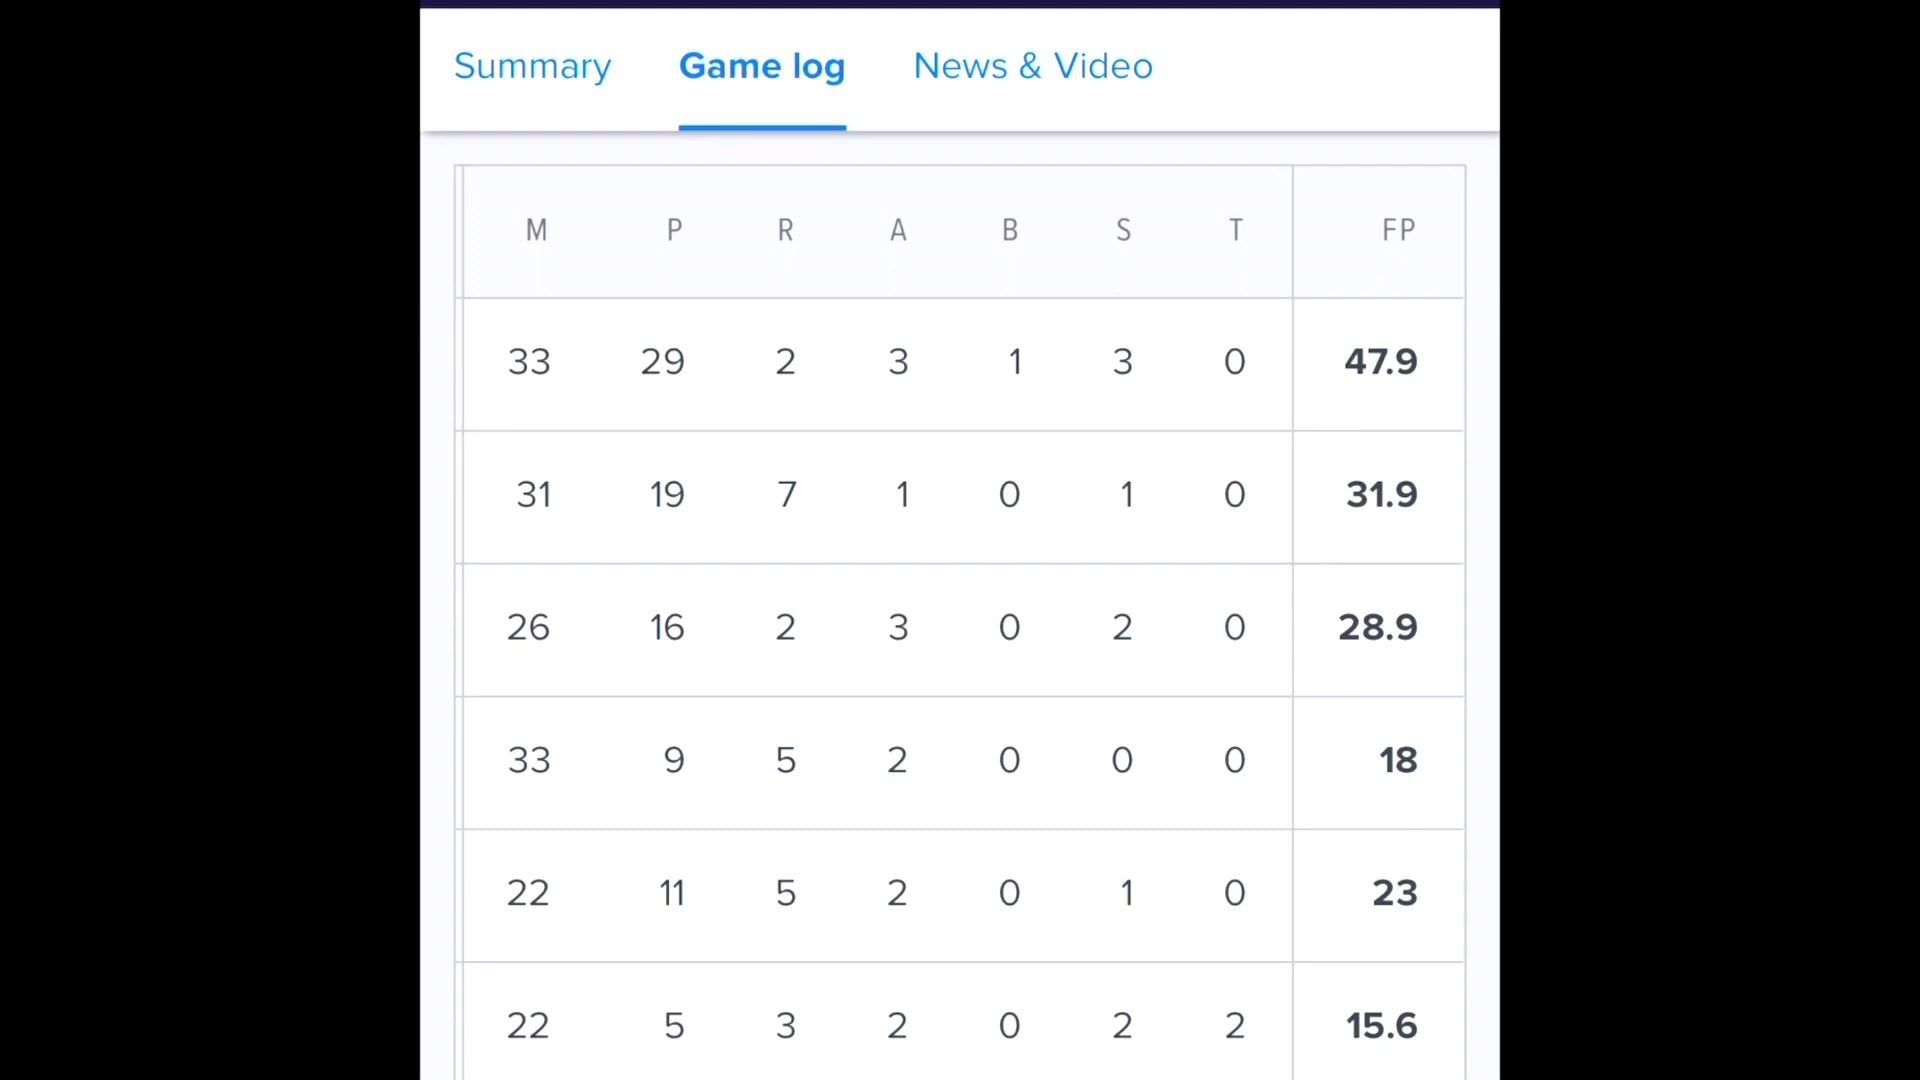 Summary Game log News & Video
M P R A B S T FP
33 29 2 3 1 3 0 47.9
31 19 7 1 0 1 0 31.9
26 16 2 3 0 2 0 28.9
33 9 5 2 0 0 0 18
22 11 5 2 0 1 0 23
22 5 3 2 0 2 2 15.6